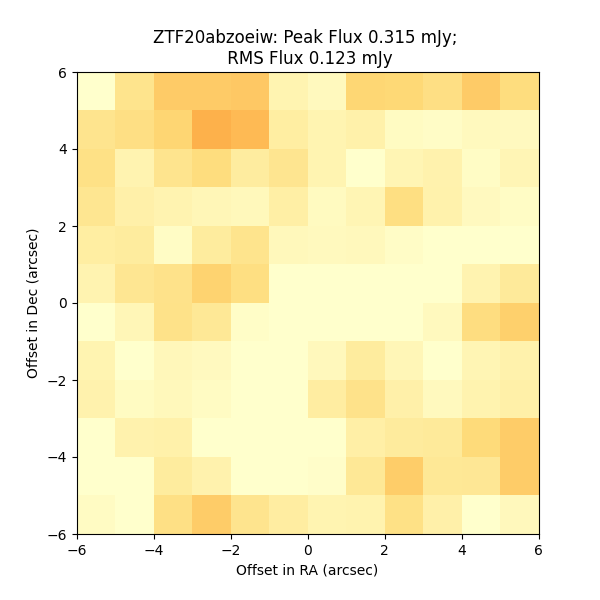 ZTF20abzoeiw: Peak Flux 0.315 mJy;
RMS Flux 0.123 mJy
6
4
2
0
−2
−4
−6
Offset in Dec (arcsec)
−6 −4 −2 0 2 4 6
Offset in RA (arcsec)